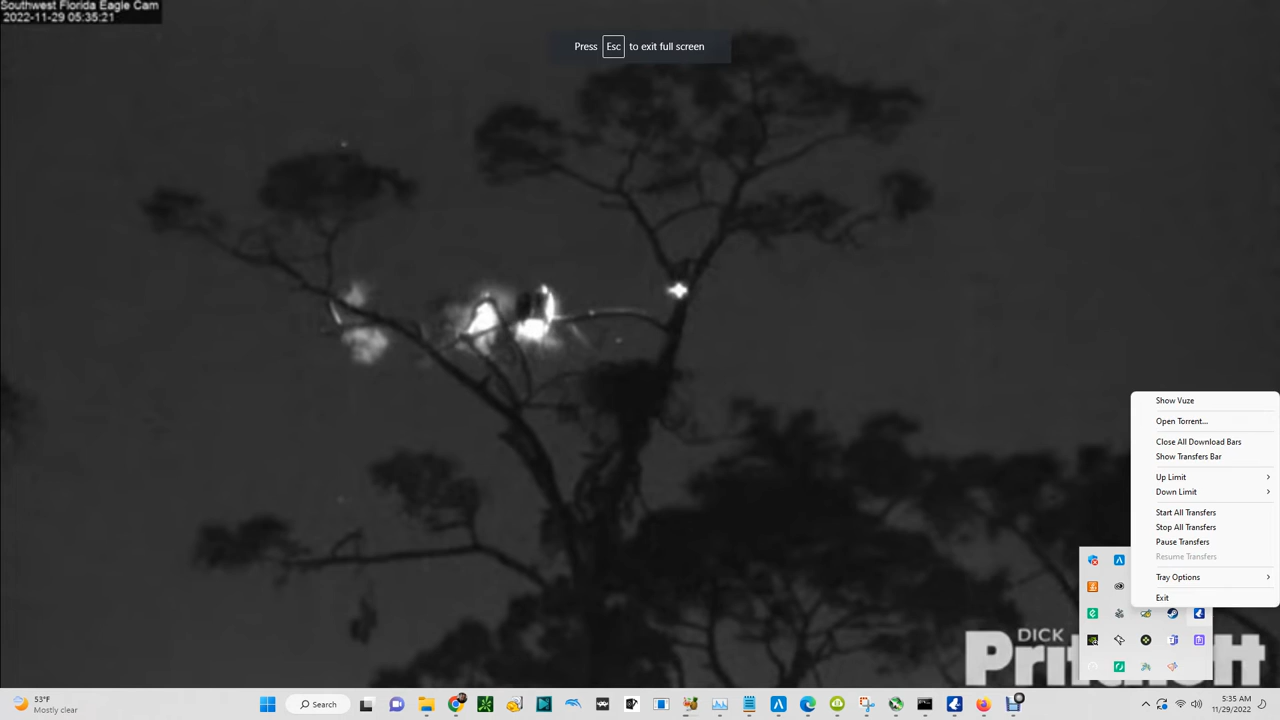 Southwest Florida Eagle Cam
2022-11-29 05:35:21
Press Esc to exit full screen
Show Vuze
Open Torrent...
Close All Download Bars
Show Transfers Bar
Up Limit
Down Limit
Start All Transfers
Stop All Transfers
Pause Transfers
Resume Transfers
Tray Options
Exit
DICK
53°F
Mostly clear
Search
5:35 AM
11/29/2022